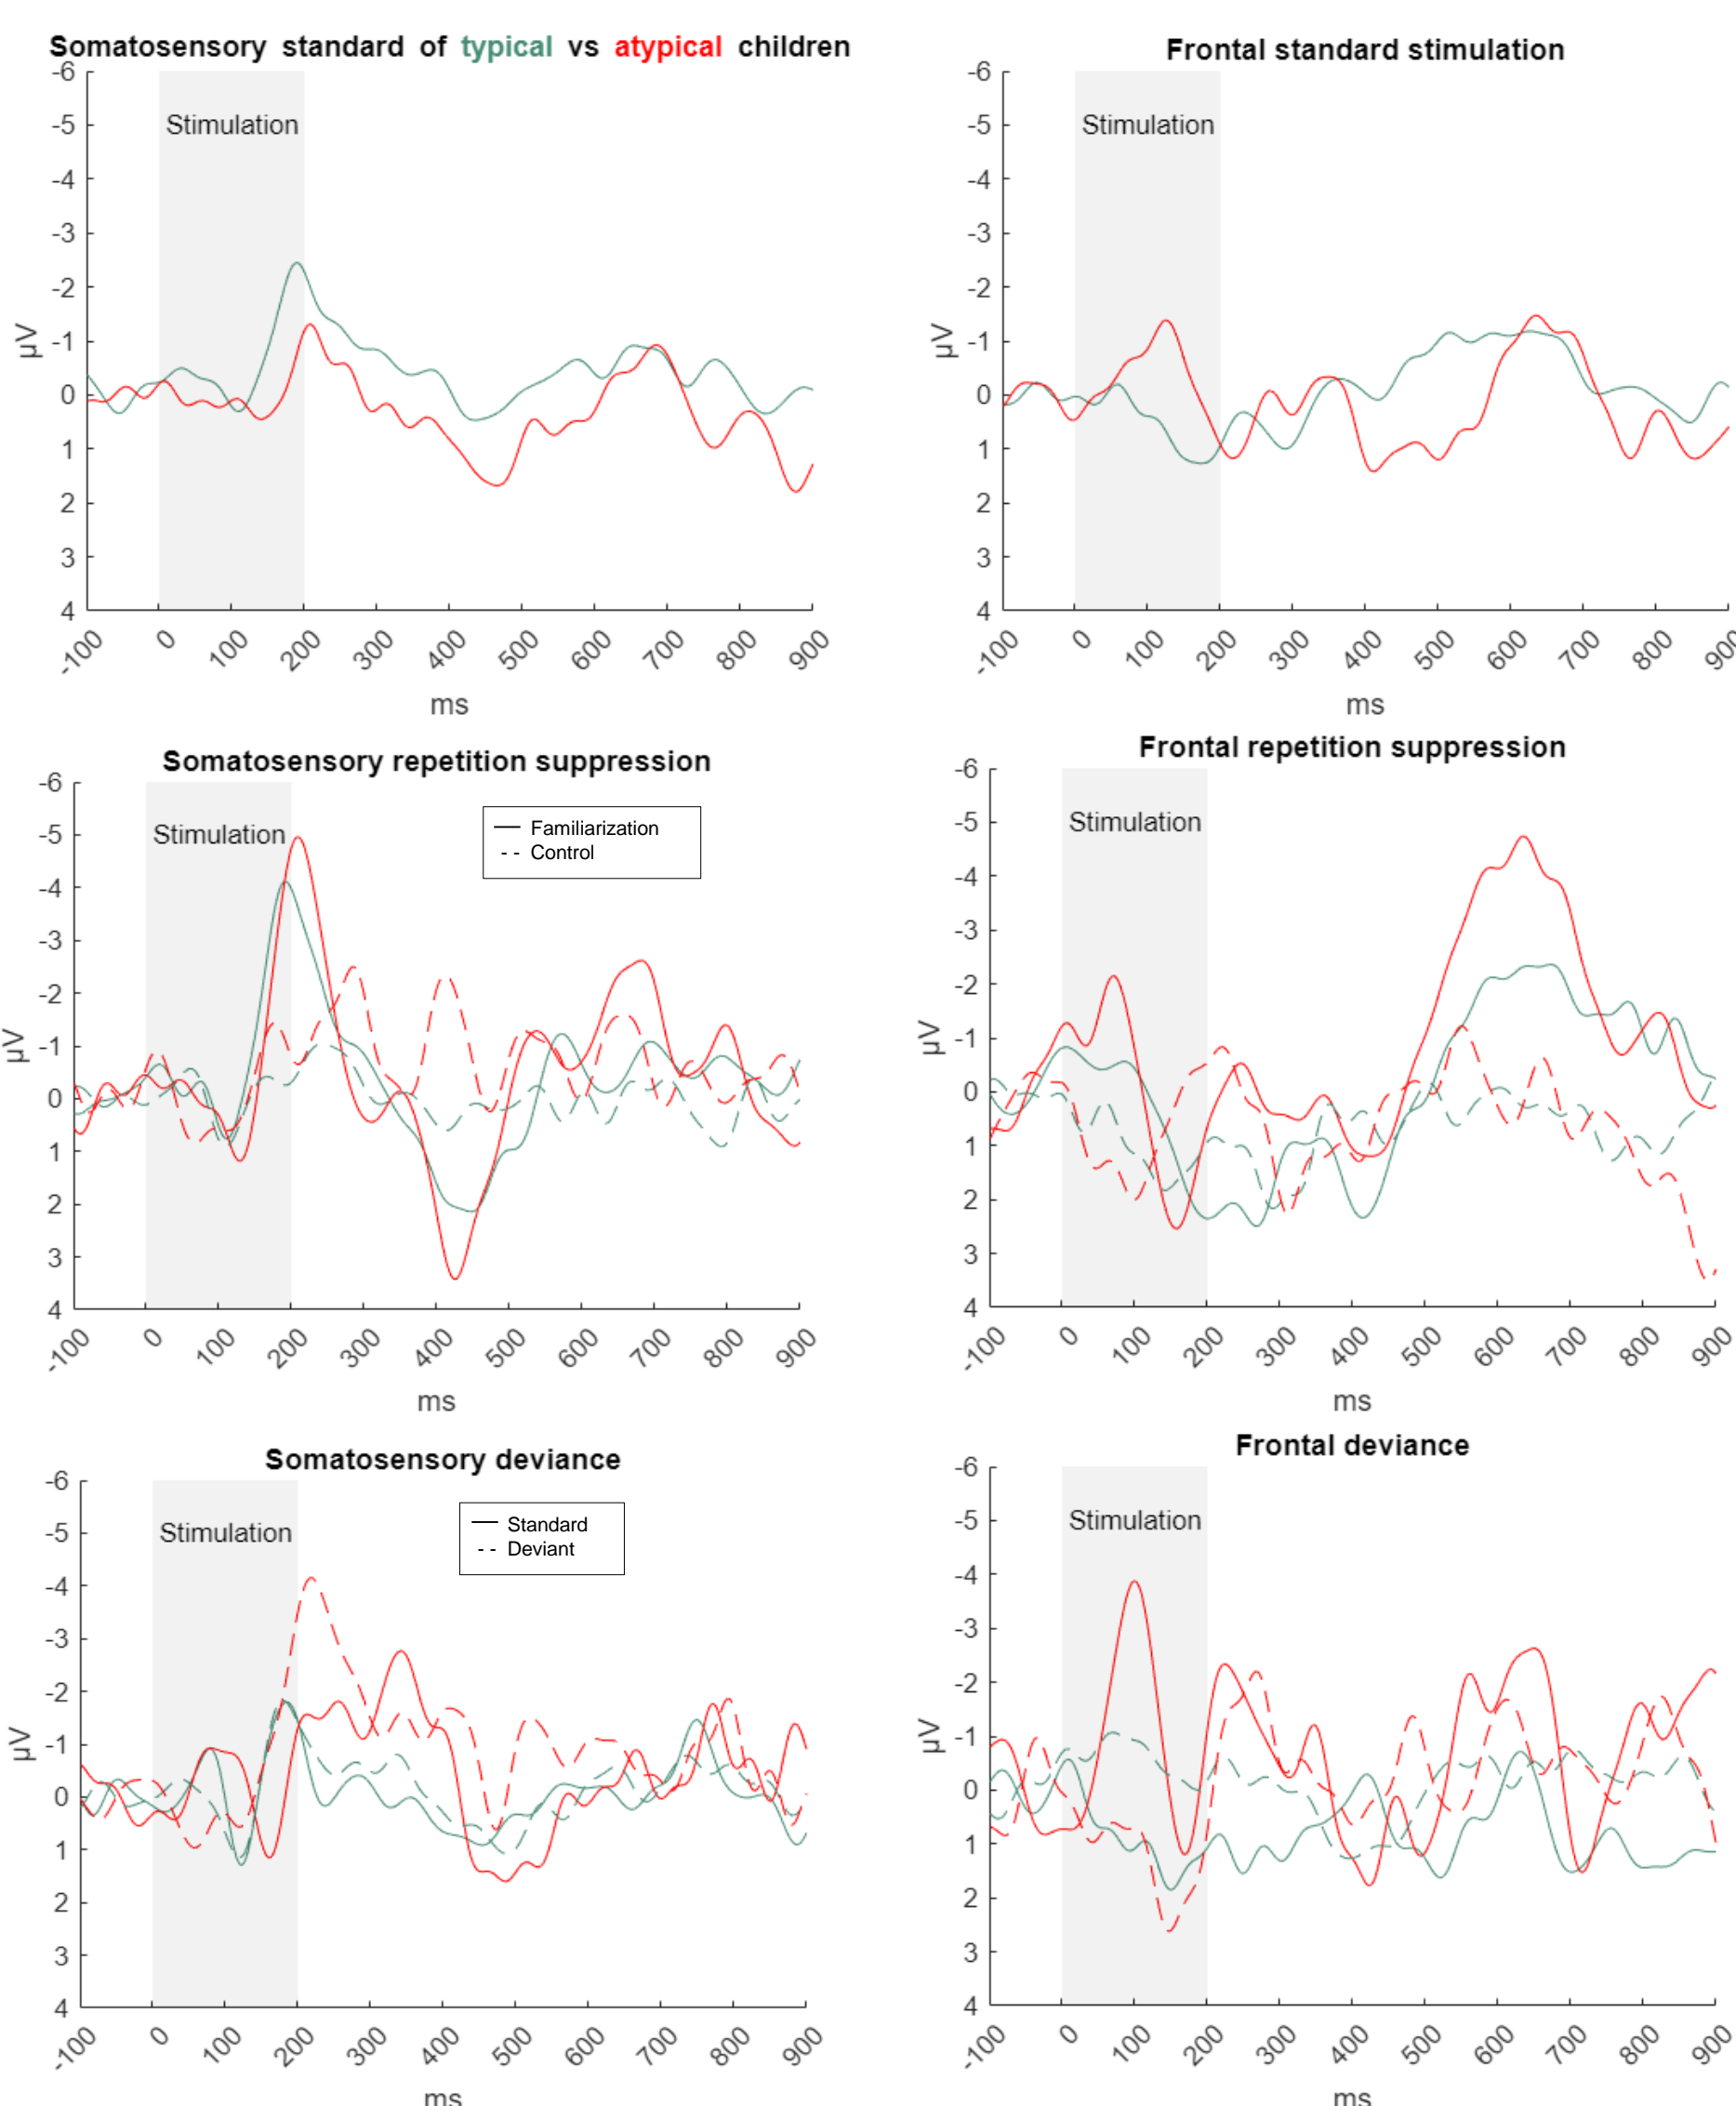 Somatosensory standard of typical vs atypical children
-6
-5
-4
-3
-2
-1
0
1
2
3
4
µV
Stimulation
-100 0 100 200 300 400 500 600 700 800 900
ms
Frontal standard stimulation
-6
-5
-4
-3
-2
-1
0
1
2
3
4
µV
Stimulation
-100 0 100 200 300 400 500 600 700 800 900
ms
Somatosensory repetition suppression
-6
-5
-4
-3
-2
-1
0
1
2
3
4
µV
Stimulation
Familiarization
Control
-100 0 100 200 300 400 500 600 700 800 900
ms
Frontal repetition suppression
-6
-5
-4
-3
-2
-1
0
1
2
3
4
µV
Stimulation
-100 0 100 200 300 400 500 600 700 800 900
ms
Somatosensory deviance
-6
-5
-4
-3
-2
-1
0
1
2
3
4
µV
Stimulation
Standard
Deviant
-100 0 100 200 300 400 500 600 700 800 900
ms
Frontal deviance
-6
-5
-4
-3
-2
-1
0
1
2
3
4
µV
Stimulation
-100 0 100 200 300 400 500 600 700 800 900
ms